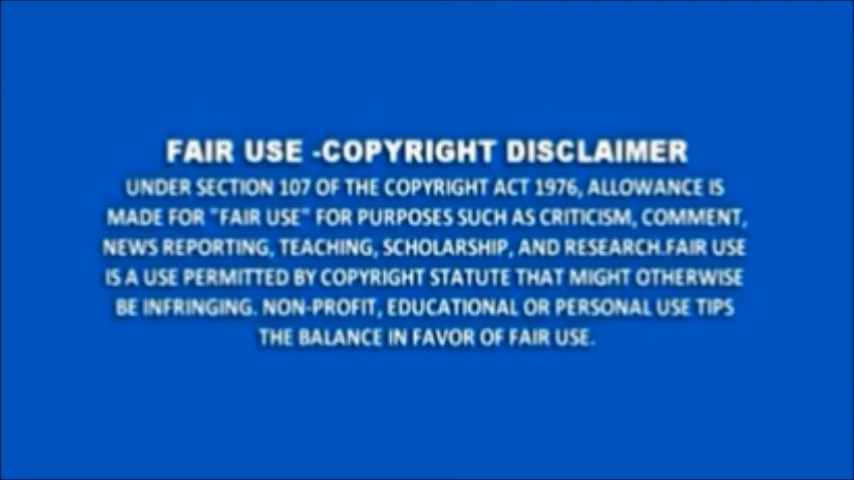 FAIR USE -COPYRIGHT DISCLAIMER
UNDER SECTION 107 OF THE COPYRIGHT ACT 1976, ALLOWANCE IS
MADE FOR "FAIR USE" FOR PURPOSES SUCH AS CRITICISM, COMMENT,
NEWS REPORTING, TEACHING, SCHOLARSHIP, AND RESEARCH.FAIR USE
IS A USE PERMITTED BY COPYRIGHT STATUTE THAT MIGHT OTHERWISE
BE INFRINGING. NON-PROFIT, EDUCATIONAL OR PERSONAL USE TIPS
THE BALANCE IN FAVOR OF FAIR USE.